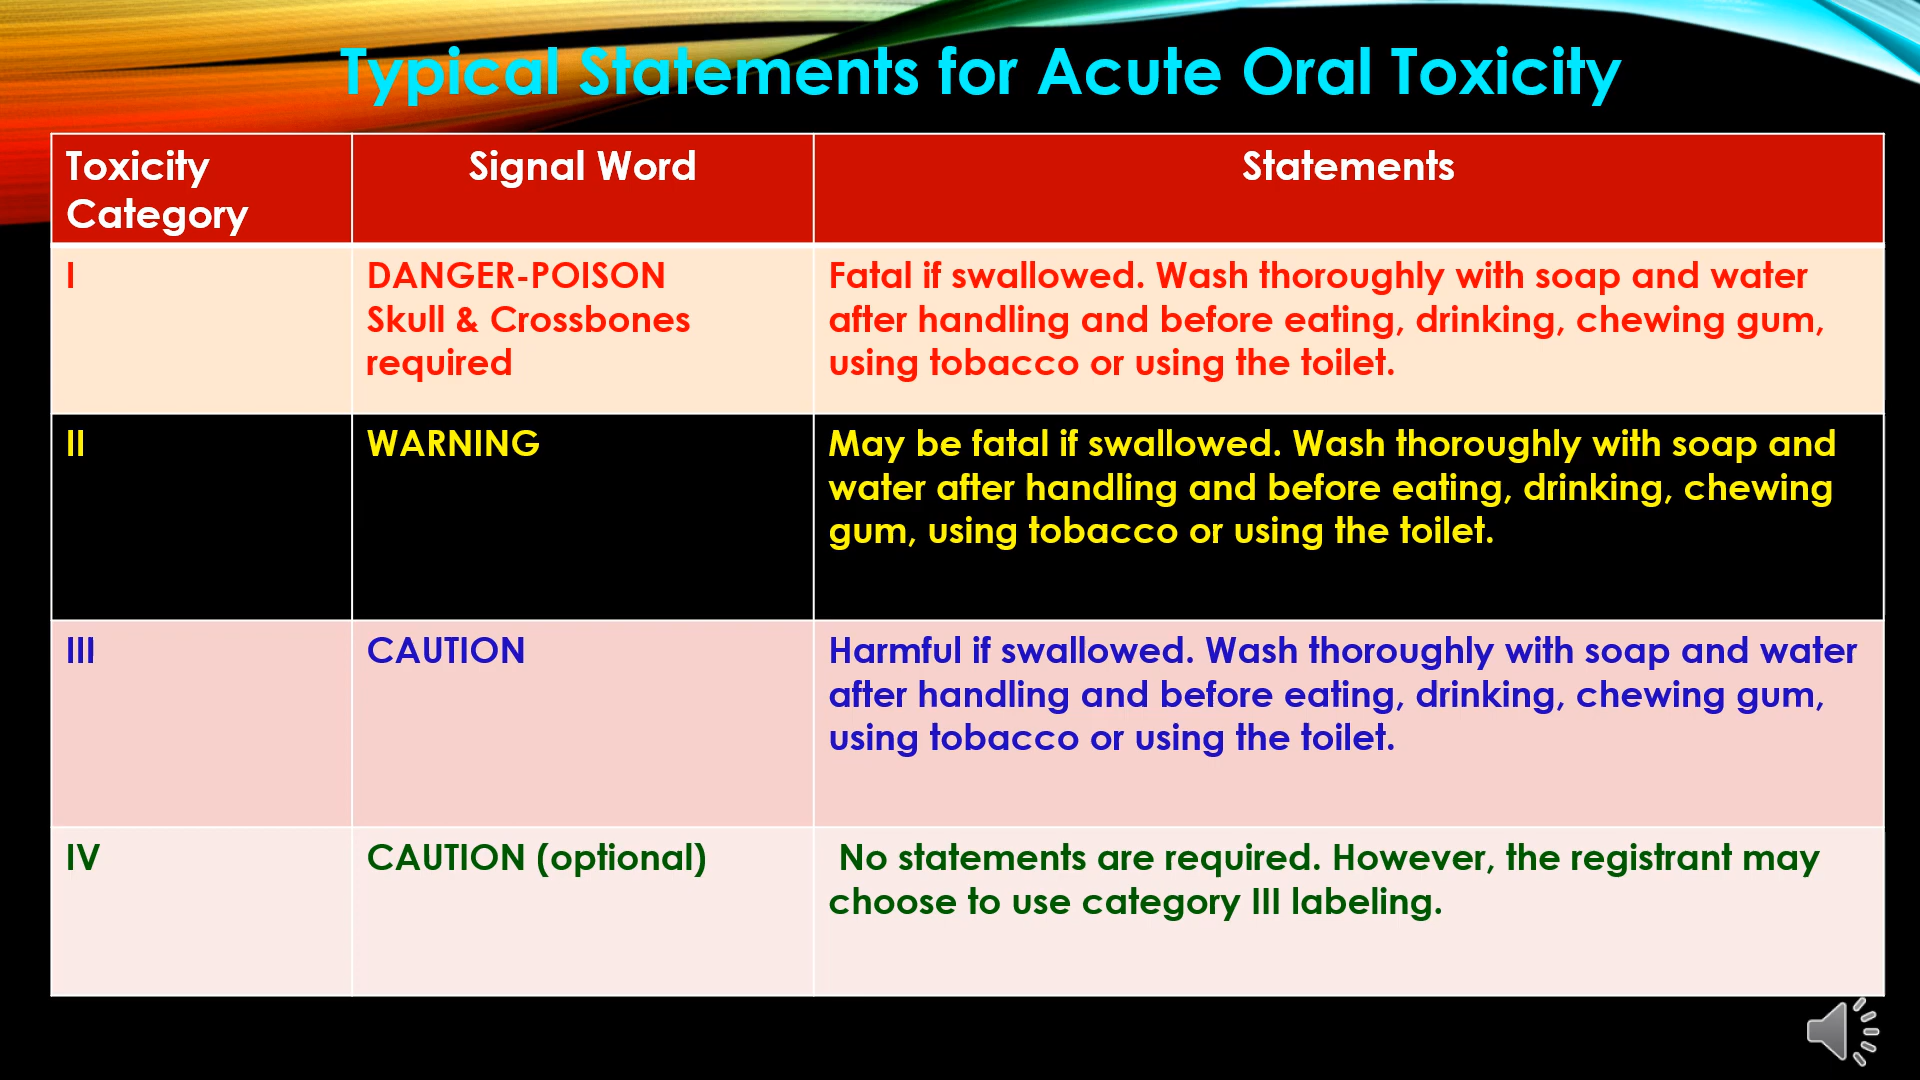 Typical Statements for Acute Oral Toxicity
Toxicity
Category
Signal Word
Statements
I
DANGER-POISON
Skull & Crossbones
required
Fatal if swallowed. Wash thoroughly with soap and water
after handling and before eating, drinking, chewing gum,
using tobacco or using the toilet.
II
WARNING
May be fatal if swallowed. Wash thoroughly with soap and
water after handling and before eating, drinking, chewing
gum, using tobacco or using the toilet.
III
CAUTION
Harmful if swallowed. Wash thoroughly with soap and water
after handling and before eating, drinking, chewing gum,
using tobacco or using the toilet.
IV
CAUTION (optional)
No statements are required. However, the registrant may
choose to use category III labeling.